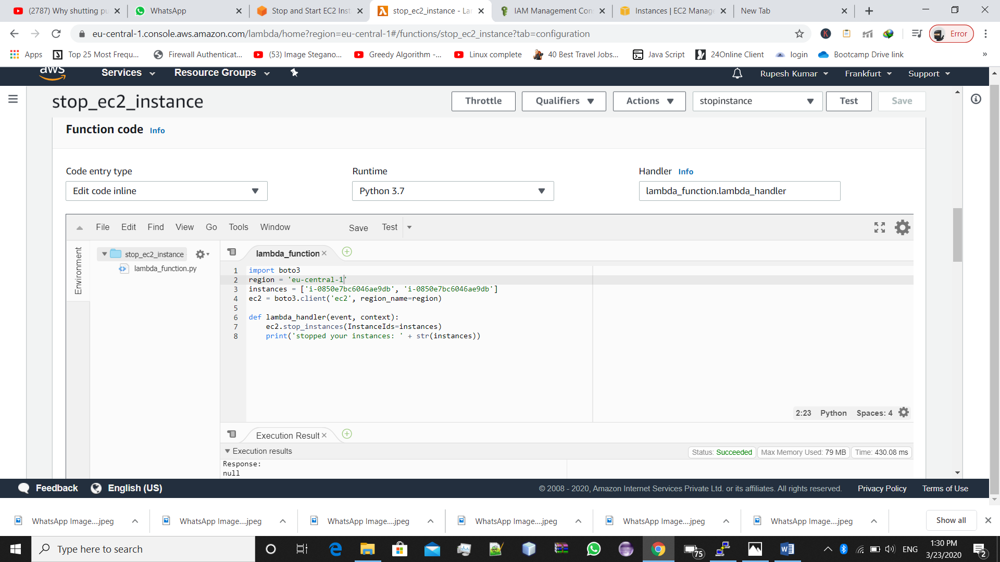 (2787) Why shutting pu
WhatsApp
Stop and Start EC2 Inst
stop_ec2_instance - La
IAM Management Con
Instances | EC2 Manage
New Tab
eu-central-1.console.aws.amazon.com/lambda/home?region=eu-central-1#/functions/stop_ec2_instance?tab=configuration
K
Error
Apps
Top 25 Most Frequ...
Firewall Authenticat...
(53) Image Stegano...
Greedy Algorithm -...
Linux complete
40 Best Travel Jobs...
Java Script
24Online Client
login
Bootcamp Drive link
»
aws
Services
Resource Groups
Rupesh Kumar
Frankfurt
Support
stop_ec2_instance
Throttle
Qualifiers
Actions
stopinstance
Test
Save
Function code Info
Code entry type
Runtime
Handler Info
Edit code inline
Python 3.7
lambda_function.lambda_handler
File Edit Find View Go Tools Window Save Test
Environment
stop_ec2_instance
lambda_function.py
lambda_function
1 import boto3
2 region = 'eu-central-1'
3 instances = ['i-0850e7bc6046ae9db', 'i-0850e7bc6046ae9db']
4 ec2 = boto3.client('ec2', region_name=region)
5
6 def lambda_handler(event, context):
7 ec2.stop_instances(InstanceIds=instances)
8 print('stopped your instances: ' + str(instances))
2:23 Python Spaces: 4
Execution Result
Execution results
Status: Succeeded
Max Memory Used: 79 MB
Time: 430.08 ms
Response:
null
Feedback
English (US)
© 2008 - 2020, Amazon Internet Services Private Ltd. or its affiliates. All rights reserved.
Privacy Policy
Terms of Use
WhatsApp Image....jpeg
WhatsApp Image....jpeg
WhatsApp Image....jpeg
WhatsApp Image....jpeg
WhatsApp Image....jpeg
WhatsApp Image....jpeg
Show all
Type here to search
75
ENG
1:30 PM
3/23/2020
2